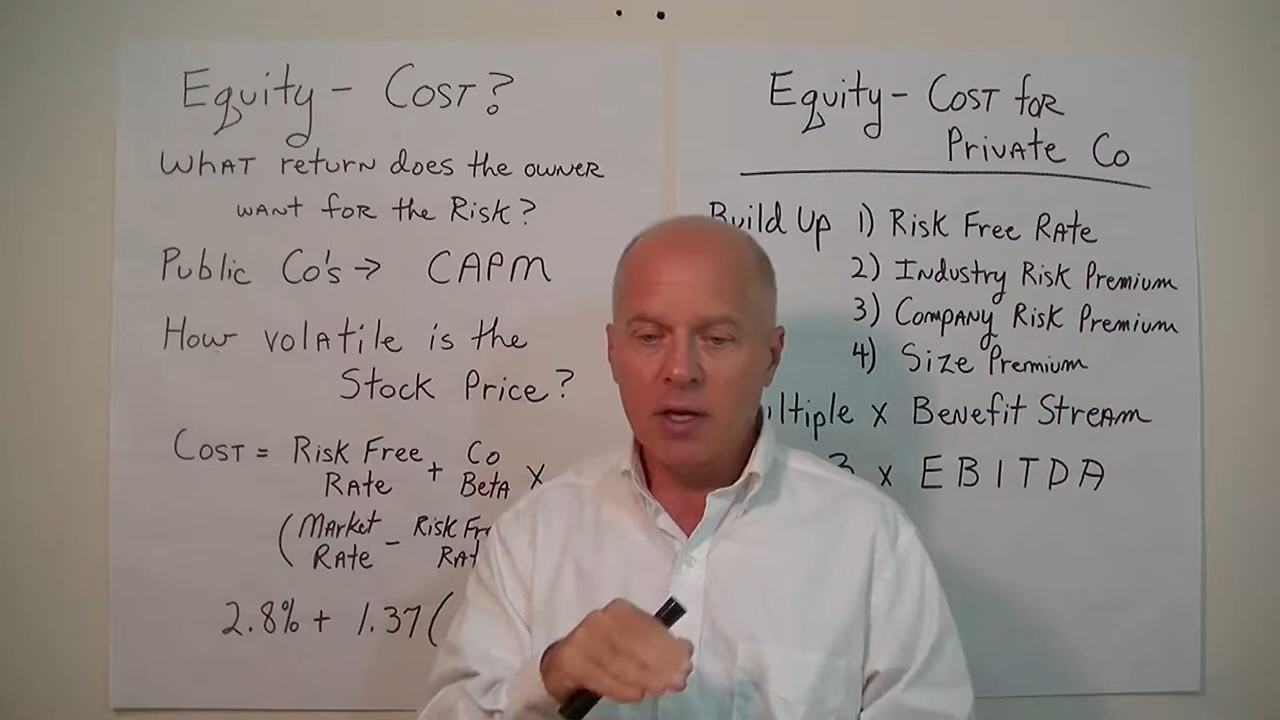 Equity - Cost?
What return does the owner
want for the Risk?
Public Co's → CAPM
How volatile is the
Stock Price?
Cost = Risk Free Rate + Co Beta x
(Market Rate - Risk
2.8% + 1.37(
Equity - Cost for
Private Co
Build Up 1) Risk Free Rate
2) Industry Risk Premium
3) Company Risk Premium
4) Size Premium
x Benefit Stream
3 x EBITDA